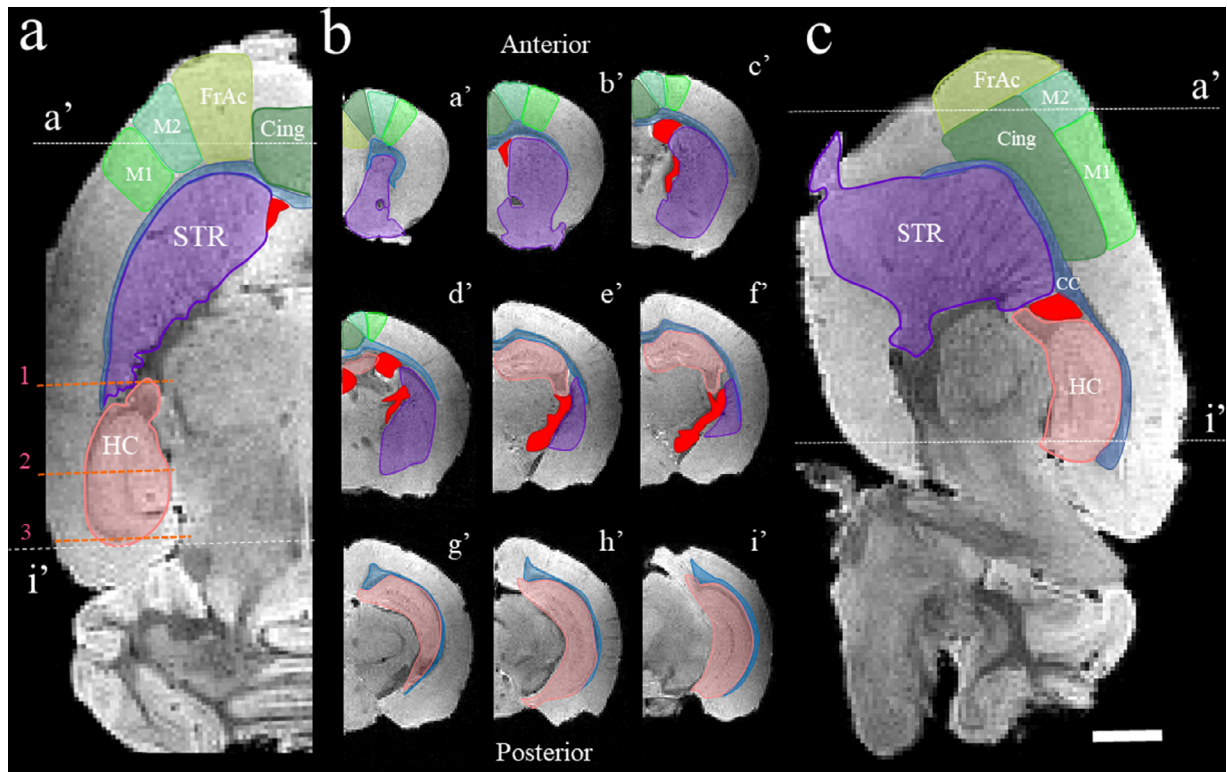 a
FrAc
M2
Cing
a’
M1
STR
1
HC
2
3
i’
b
Anterior
a’
b’
c’
d’
e’
f’
g’
h’
i’
Posterior
c
FrAc
a’
M2
Cing
M1
STR
CC
HC
i’